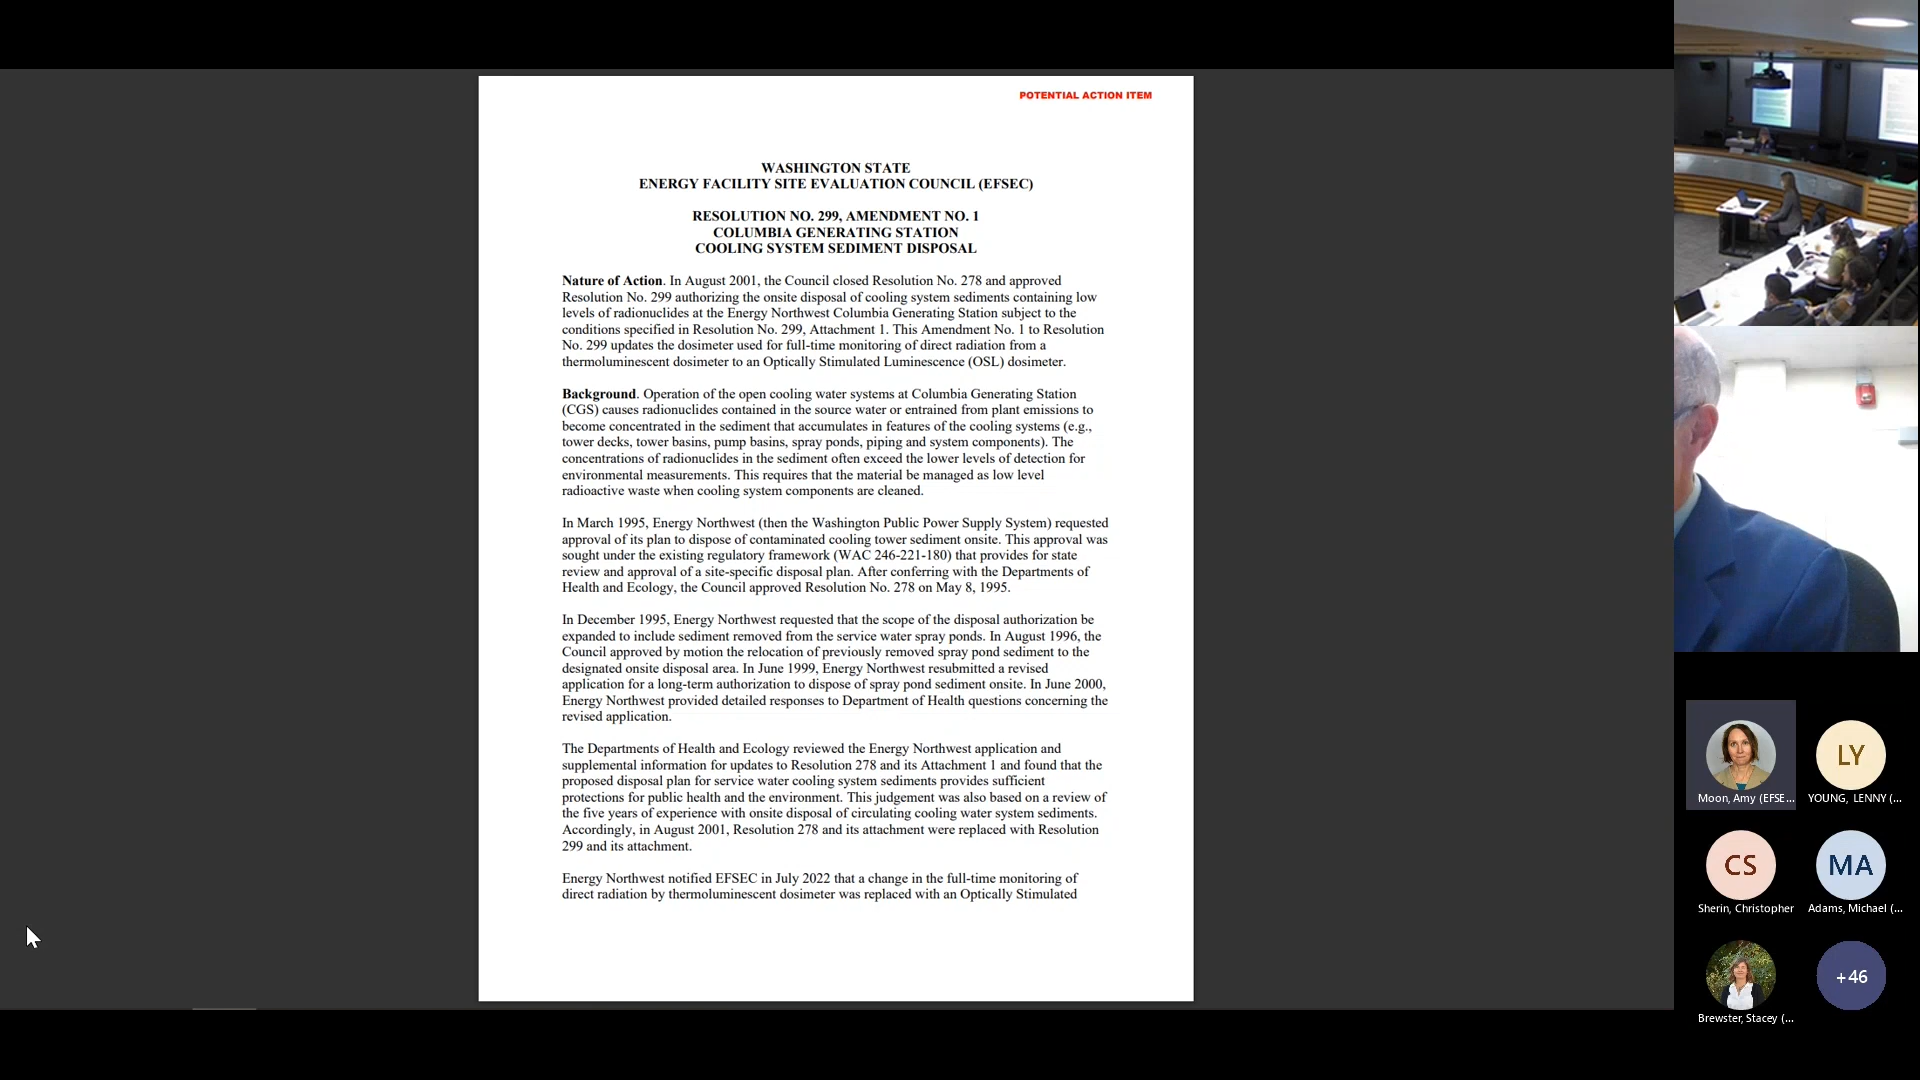 POTENTIAL ACTION ITEM
WASHINGTON STATE
ENERGY FACILITY SITE EVALUATION COUNCIL (EFSEC)
RESOLUTION NO. 299, AMENDMENT NO. 1
COLUMBIA GENERATING STATION
COOLING SYSTEM SEDIMENT DISPOSAL
Nature of Action. In August 2001, the Council closed Resolution No. 278 and approved
Resolution No. 299 authorizing the onsite disposal of cooling system sediments containing low
levels of radionuclides at the Energy Northwest Columbia Generating Station subject to the
conditions specified in Resolution No. 299, Attachment 1. This Amendment No. 1 to Resolution
No. 299 updates the dosimeter used for full-time monitoring of direct radiation from a
thermoluminescent dosimeter to an Optically Stimulated Luminescence (OSL) dosimeter.
Background. Operation of the open cooling water systems at Columbia Generating Station
(CGS) causes radionuclides contained in the source water or entrained from plant emissions to
become concentrated in the sediment that accumulates in features of the cooling systems (e.g.,
tower decks, tower basins, pump basins, spray ponds, piping and system components). The
concentrations of radionuclides in the sediment often exceed the lower levels of detection for
environmental measurements. This requires that the material be managed as low level
radioactive waste when cooling system components are cleaned.
In March 1995, Energy Northwest (then the Washington Public Power Supply System) requested
approval of its plan to dispose of contaminated cooling tower sediment onsite. This approval was
sought under the existing regulatory framework (WAC 246-221-180) that provides for state
review and approval of a site-specific disposal plan. After conferring with the Departments of
Health and Ecology, the Council approved Resolution No. 278 on May 8, 1995.
In December 1995, Energy Northwest requested that the scope of the disposal authorization be
expanded to include sediment removed from the service water spray ponds. In August 1996, the
Council approved by motion the relocation of previously removed spray pond sediment to the
designated onsite disposal area. In June 1999, Energy Northwest resubmitted a revised
application for a long-term authorization to dispose of spray pond sediment onsite. In June 2000,
Energy Northwest provided detailed responses to Department of Health questions concerning the
revised application.
The Departments of Health and Ecology reviewed the Energy Northwest application and
supplemental information for updates to Resolution 278 and its Attachment 1 and found that the
proposed disposal plan for service water cooling system sediments provides sufficient
protections for public health and the environment. This judgement was also based on a review of
the five years of experience with onsite disposal of circulating cooling water system sediments.
Accordingly, in August 2001, Resolution 278 and its attachment were replaced with Resolution
299 and its attachment.
Energy Northwest notified EFSEC in July 2022 that a change in the full-time monitoring of
direct radiation by thermoluminescent dosimeter was replaced with an Optically Stimulated
LY
Moon, Amy (EFSE...
YOUNG, LENNY (...
CS
MA
Sherin, Christopher
Adams, Michael (...
+46
Brewster, Stacey (...